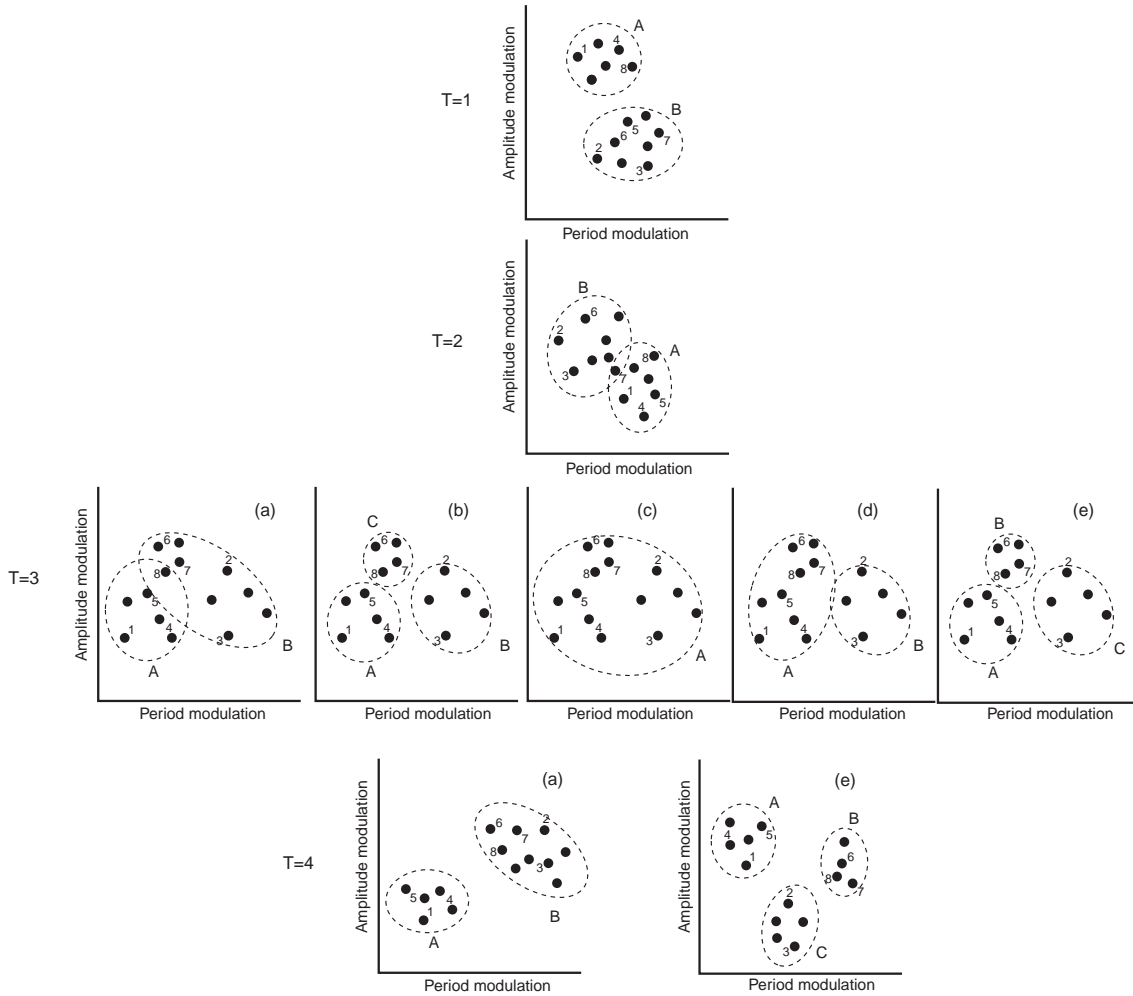 T=1
Amplitude modulation
A
1
4
8
B
5
6
7
2
3
Period modulation
T=2
Amplitude modulation
B
6
2
A
8
3
7
1
4
5
Period modulation
T=3
Amplitude modulation
(a)
6
2
8
7
5
1
4
3
B
A
Period modulation
(b)
C
6
2
8
7
5
1
4
3
B
A
Period modulation
(c)
6
2
8
7
5
1
4
3
A
Period modulation
(d)
6
2
8
7
5
1
4
3
B
A
Period modulation
(e)
B
6
2
8
7
5
1
4
3
C
A
Period modulation
T=4
Amplitude modulation
(a)
6
7
2
8
3
5
1
4
B
A
Period modulation
Amplitude modulation
(e)
A
4
5
1
B
6
8
7
2
3
C
Period modulation